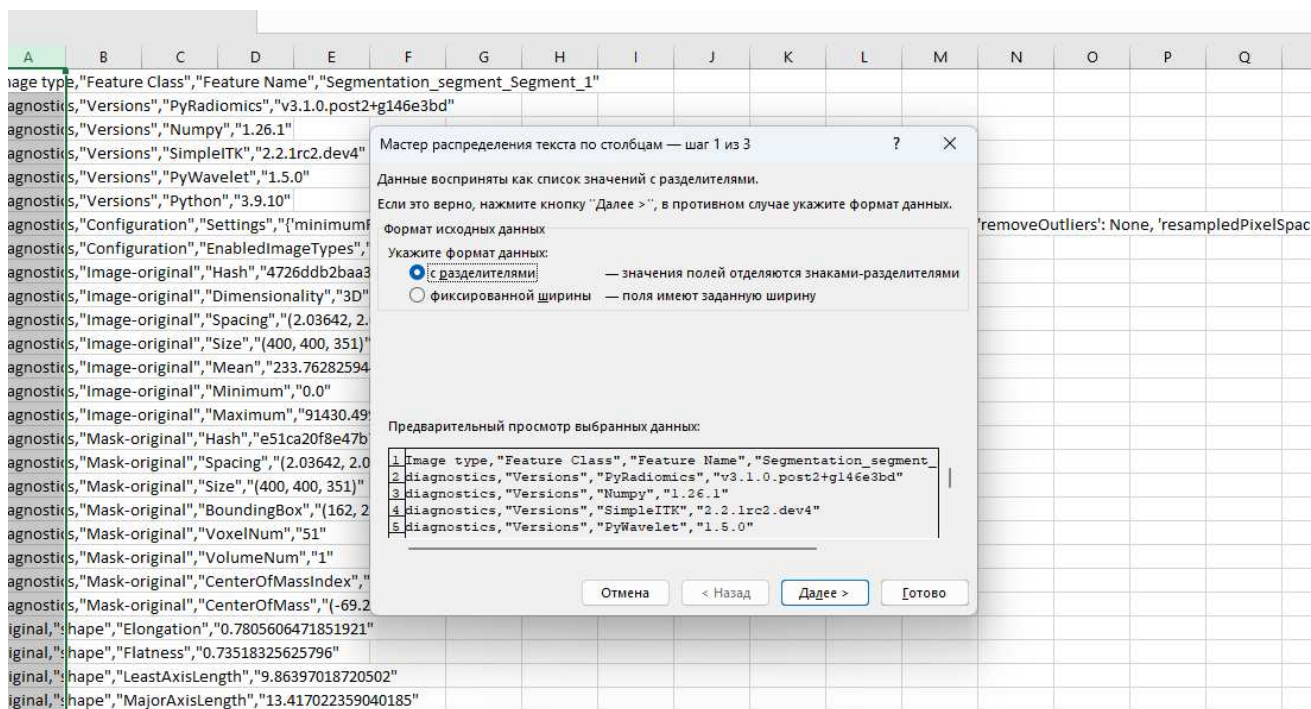 A B C D E F G H I J K L M N O P Q
nage type,"Feature Class","Feature Name","Segmentation_segment_Segment_1"
agnostics,"Versions","PyRadiomics","v3.1.0.post2+g146e3bd"
agnostics,"Versions","Numpy","1.26.1"
agnostics,"Versions","SimpleITK","2.2.1rc2.dev4"
agnostics,"Versions","PyWavelet","1.5.0"
agnostics,"Versions","Python","3.9.10"
agnostics,"Configuration","Settings","{'minimumR 'removeOutliers': None, 'resampledPixelSpac
agnostics,"Configuration","EnabledImageTypes","
agnostics,"Image-original","Hash","4726ddb2baa3
agnostics,"Image-original","Dimensionality","3D"
agnostics,"Image-original","Spacing","(2.03642, 2.
agnostics,"Image-original","Size","(400, 400, 351)"
agnostics,"Image-original","Mean","233.76282594
agnostics,"Image-original","Minimum","0.0"
agnostics,"Image-original","Maximum","91430.49
agnostics,"Mask-original","Hash","e51ca20f8e47b
agnostics,"Mask-original","Spacing","(2.03642, 2.0
agnostics,"Mask-original","Size","(400, 400, 351)"
agnostics,"Mask-original","BoundingBox","(162, 2
agnostics,"Mask-original","VoxelNum","51"
agnostics,"Mask-original","VolumeNum","1"
agnostics,"Mask-original","CenterOfMassIndex","
agnostics,"Mask-original","CenterOfMass","(-69.2
iginal,"shape","Elongation","0.7805606471851921"
iginal,"shape","Flatness","0.73518325625796"
iginal,"shape","LeastAxisLength","9.86397018720502"
iginal,"shape","MajorAxisLength","13.417022359040185"
Мастер распределения текста по столбцам — шаг 1 из 3 ?
Данные восприняты как список значений с разделителями.
Если это верно, нажмите кнопку "Далее >", в противном случае укажите формат данных.
Формат исходных данных
Укажите формат данных:
с разделителями — значения полей отделяются знаками-разделителями
фиксированной ширины — поля имеют заданную ширину
Предварительный просмотр выбранных данных:
1 Image type,"Feature Class","Feature Name","Segmentation_segment_
2 diagnostics,"Versions","PyRadiomics","v3.1.0.post2+g146e3bd"
3 diagnostics,"Versions","Numpy","1.26.1"
4 diagnostics,"Versions","SimpleITK","2.2.1rc2.dev4"
5 diagnostics,"Versions","PyWavelet","1.5.0"
Отмена < Назад Далее > Готово